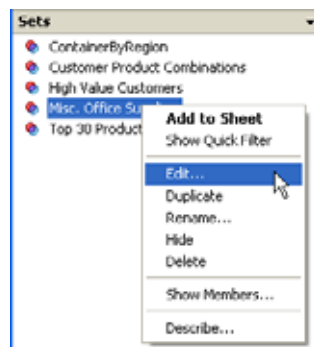 Sets
ContainerByRegion
Customer Product Combinations
High Value Customers
Misc. Office
Top 30 Product
Add to Sheet
Show Quick Filter
Edit...
Duplicate
Rename...
Hide
Delete
Show Members...
Describe...